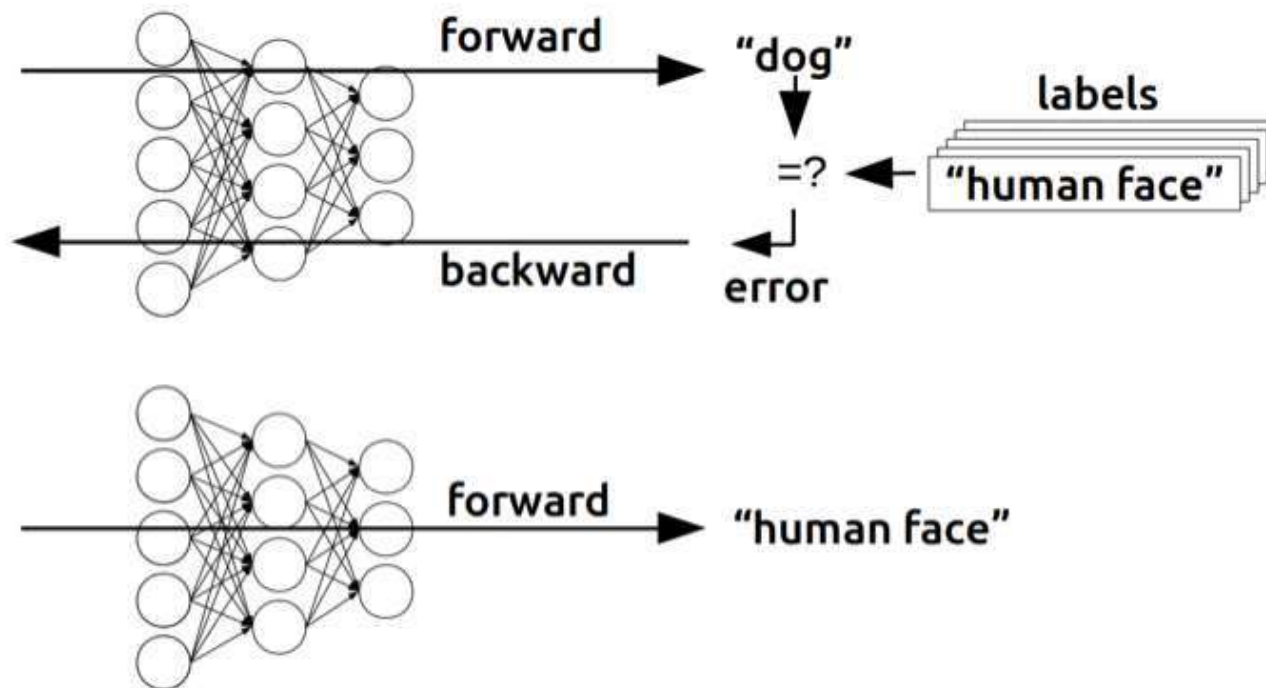 forward
“dog”
labels
=?
“human face”
backward
error
forward
“human face”